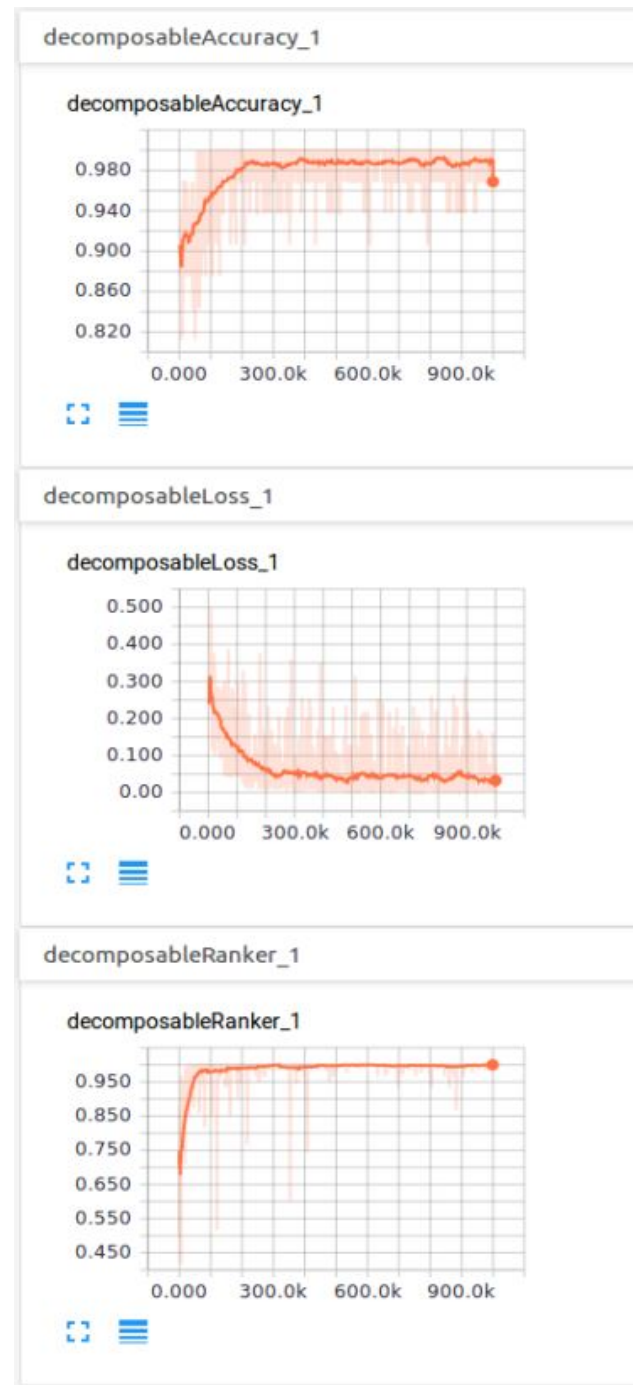 decomposableAccuracy_1
decomposableAccuracy_1
0.980
0.940
0.900
0.860
0.820
0.000 300.0k 600.0k 900.0k
decomposableLoss_1
decomposableLoss_1
0.500
0.400
0.300
0.200
0.100
0.00
0.000 300.0k 600.0k 900.0k
decomposableRanker_1
decomposableRanker_1
0.950
0.850
0.750
0.650
0.550
0.450
0.000 300.0k 600.0k 900.0k